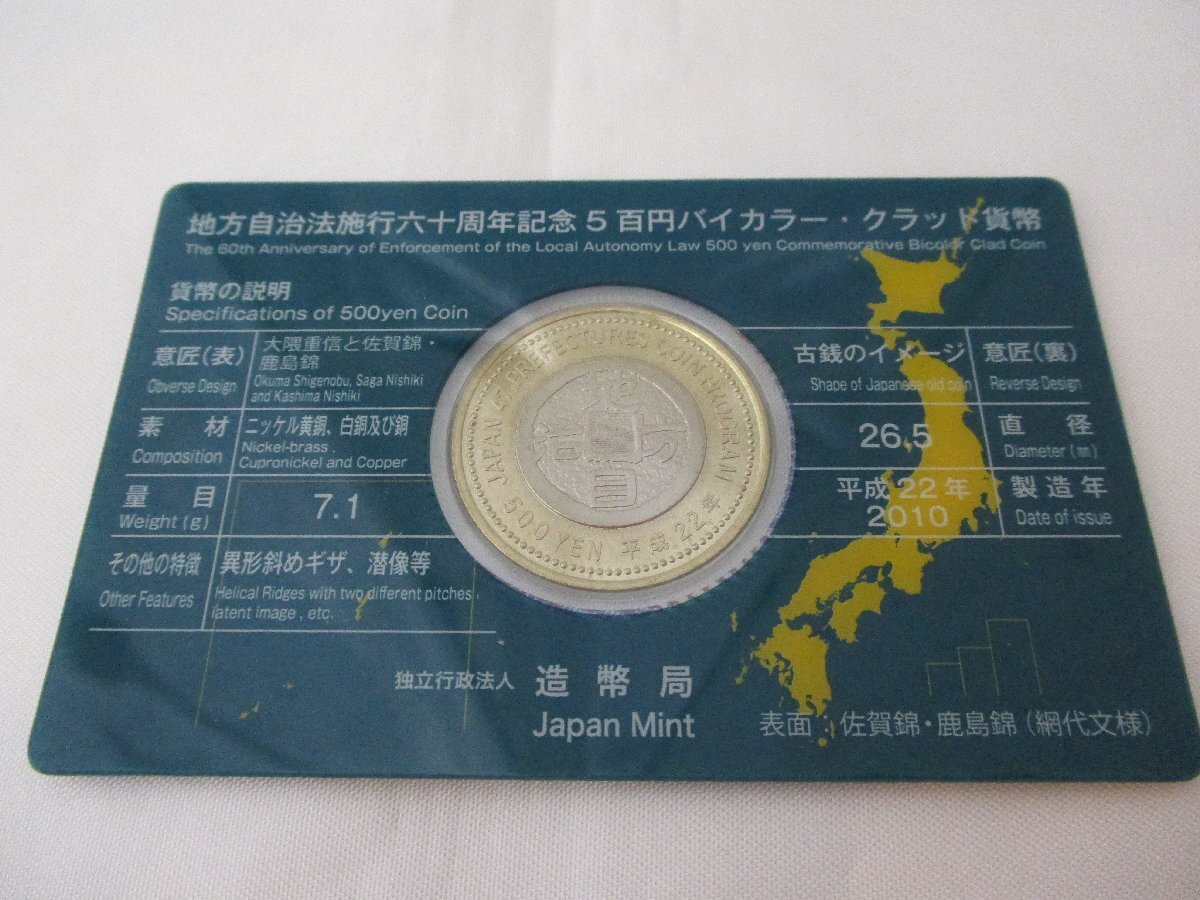 地方自治法施行六十周年記念5百円バイカラー・クラッド貨幣
The 60th Anniversary of Enforcement of the Local Autonomy Law 500 yen Commemorative Bicolor Clad Coin
貨幣の説明
Specifications of 500yen Coin
意匠(表)
Obverse Design
大隈重信と佐賀錦・
鹿島錦
Okuma Shigenobu, Saga Nishiki
and Kashima Nishiki
素材
Composition
ニッケル黄銅、白銅及び銅
Nickel-brass,
Cupronickel and Copper
量目
Weight (g)
7.1
その他の特徴
Other Features
異形斜めギザ、潜像等
Helical Ridges with two different pitches,
latent image, etc.
JAPAN 47 PREFECTURES COIN PROGRAM
地方自治
500 YEN 平成22年
古銭のイメージ
Shape of Japanese old coin
意匠(裏)
Reverse Design
26.5
直径
Diameter (㎜)
平成22年
2010
製造年
Date of issue
独立行政法人 造幣局
Japan Mint
表面:佐賀錦・鹿島錦(網代文様)